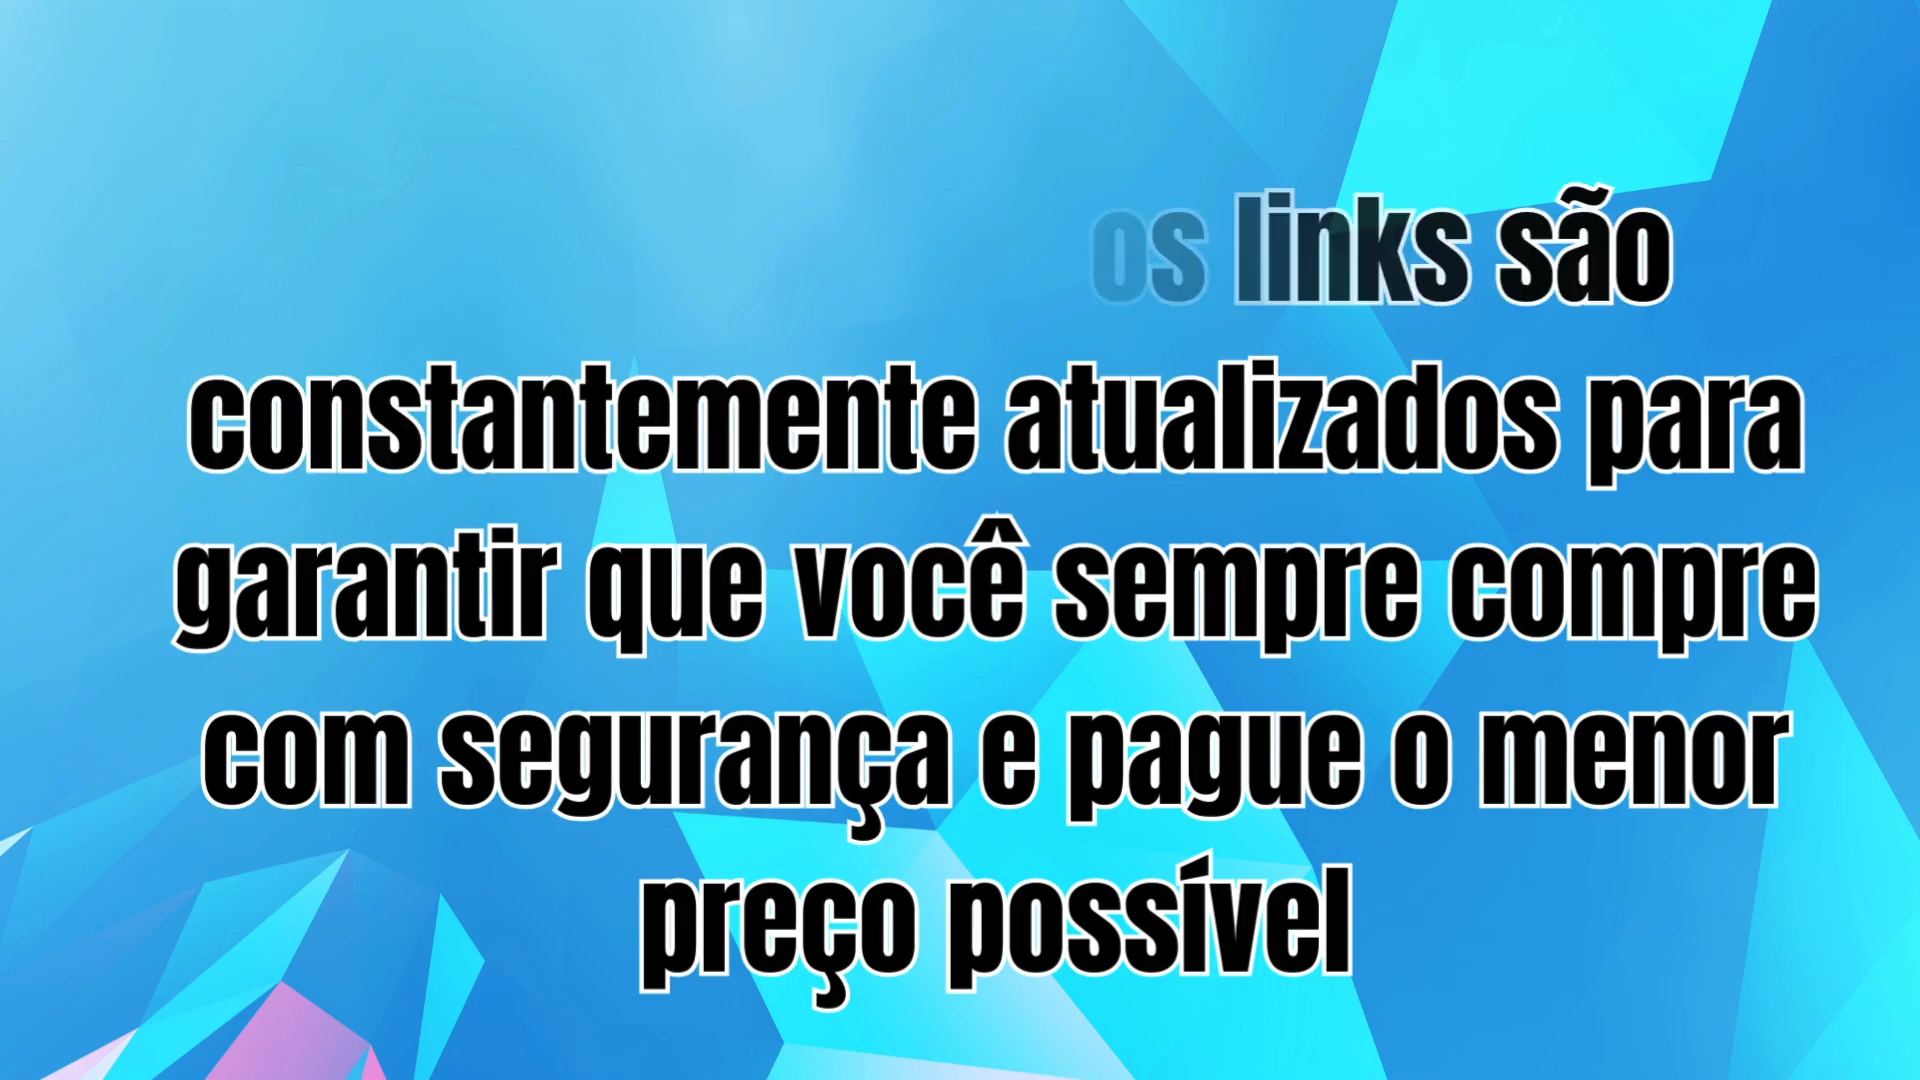 os links são
constantemente atualizados para
garantir que você sempre compre
com segurança e pague o menor
preço possível